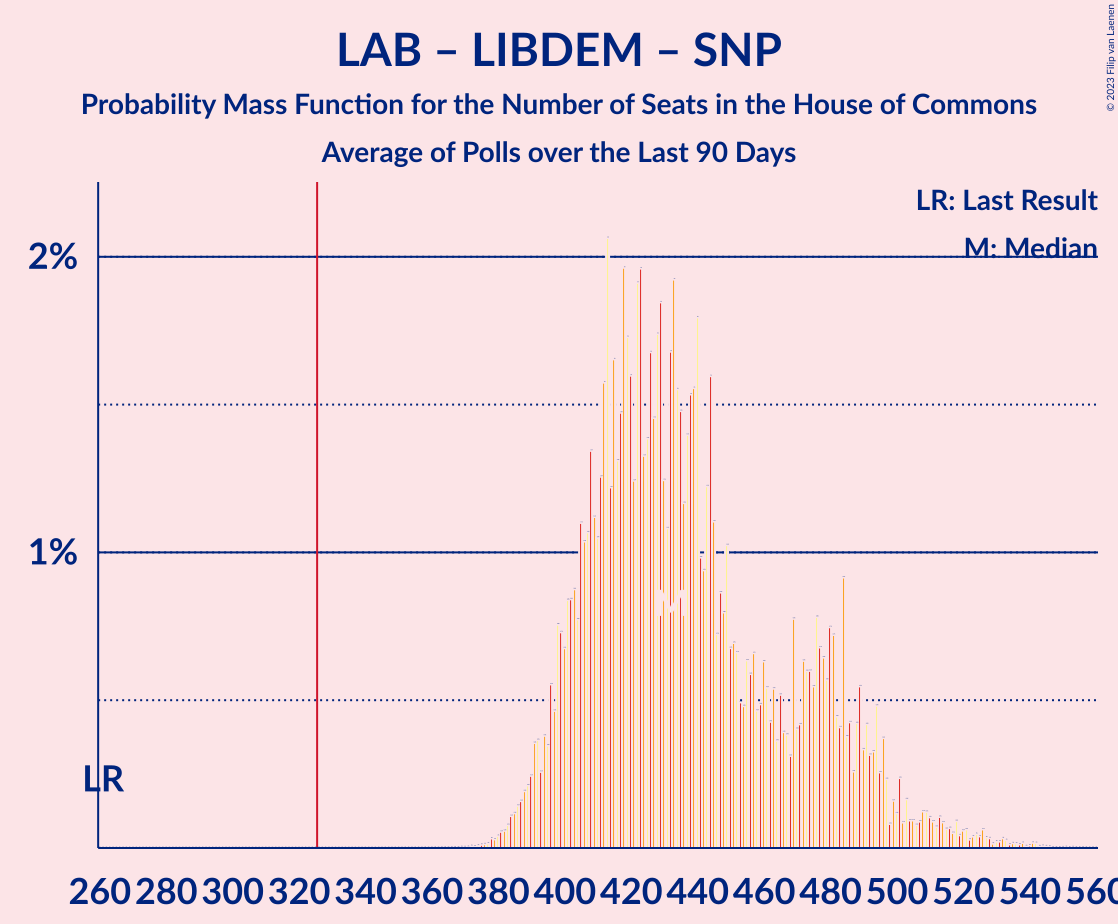 LAB – LIBDEM – SNP
Probability Mass Function for the Number of Seats in the House of Commons
Average of Polls over the Last 90 Days
© 2023 Filip van Laenen
LR: Last Result
M: Median
2%
1%
LR
M
260 280 300 320 340 360 380 400 420 440 460 480 500 520 540 560